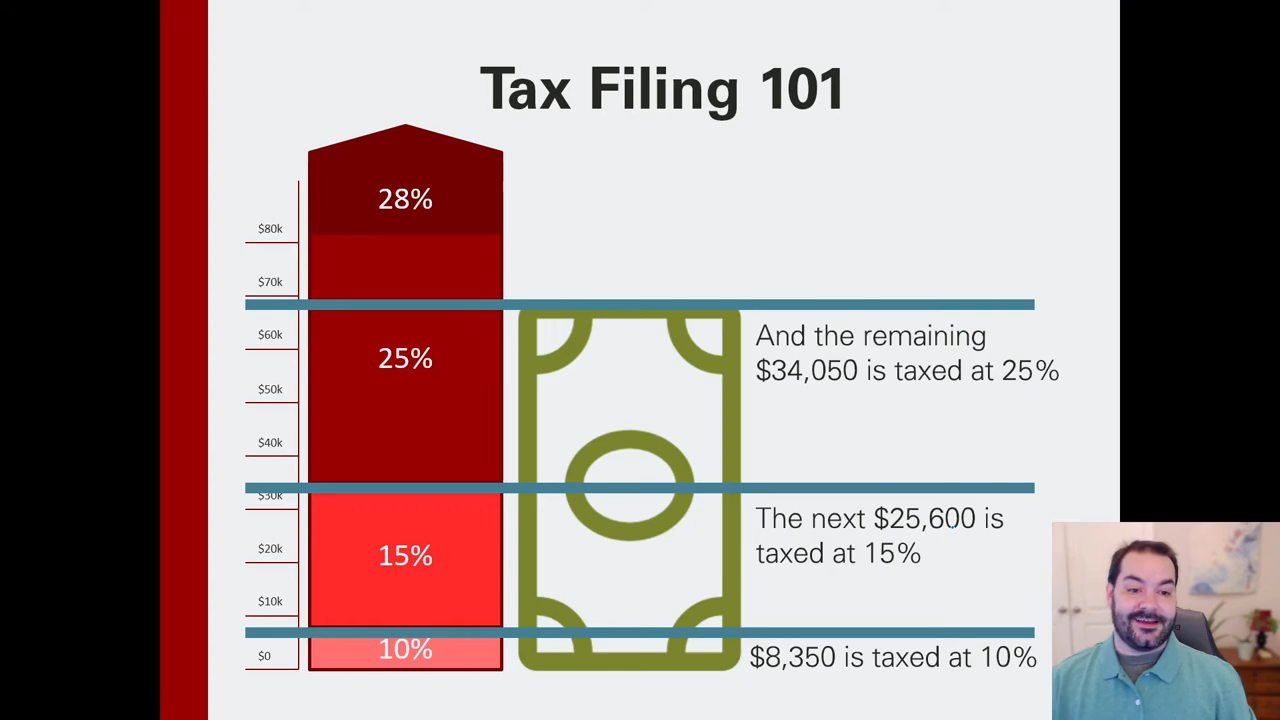 Tax Filing 101
28%
$80k
$70k
$60k
And the remaining
25%
$34,050 is taxed at 25%
$50k
$40k
$30k
The next $25,600 is
15%
taxed at 15%
$20k
$10k
10%
$0
$8,350 is taxed at 10%